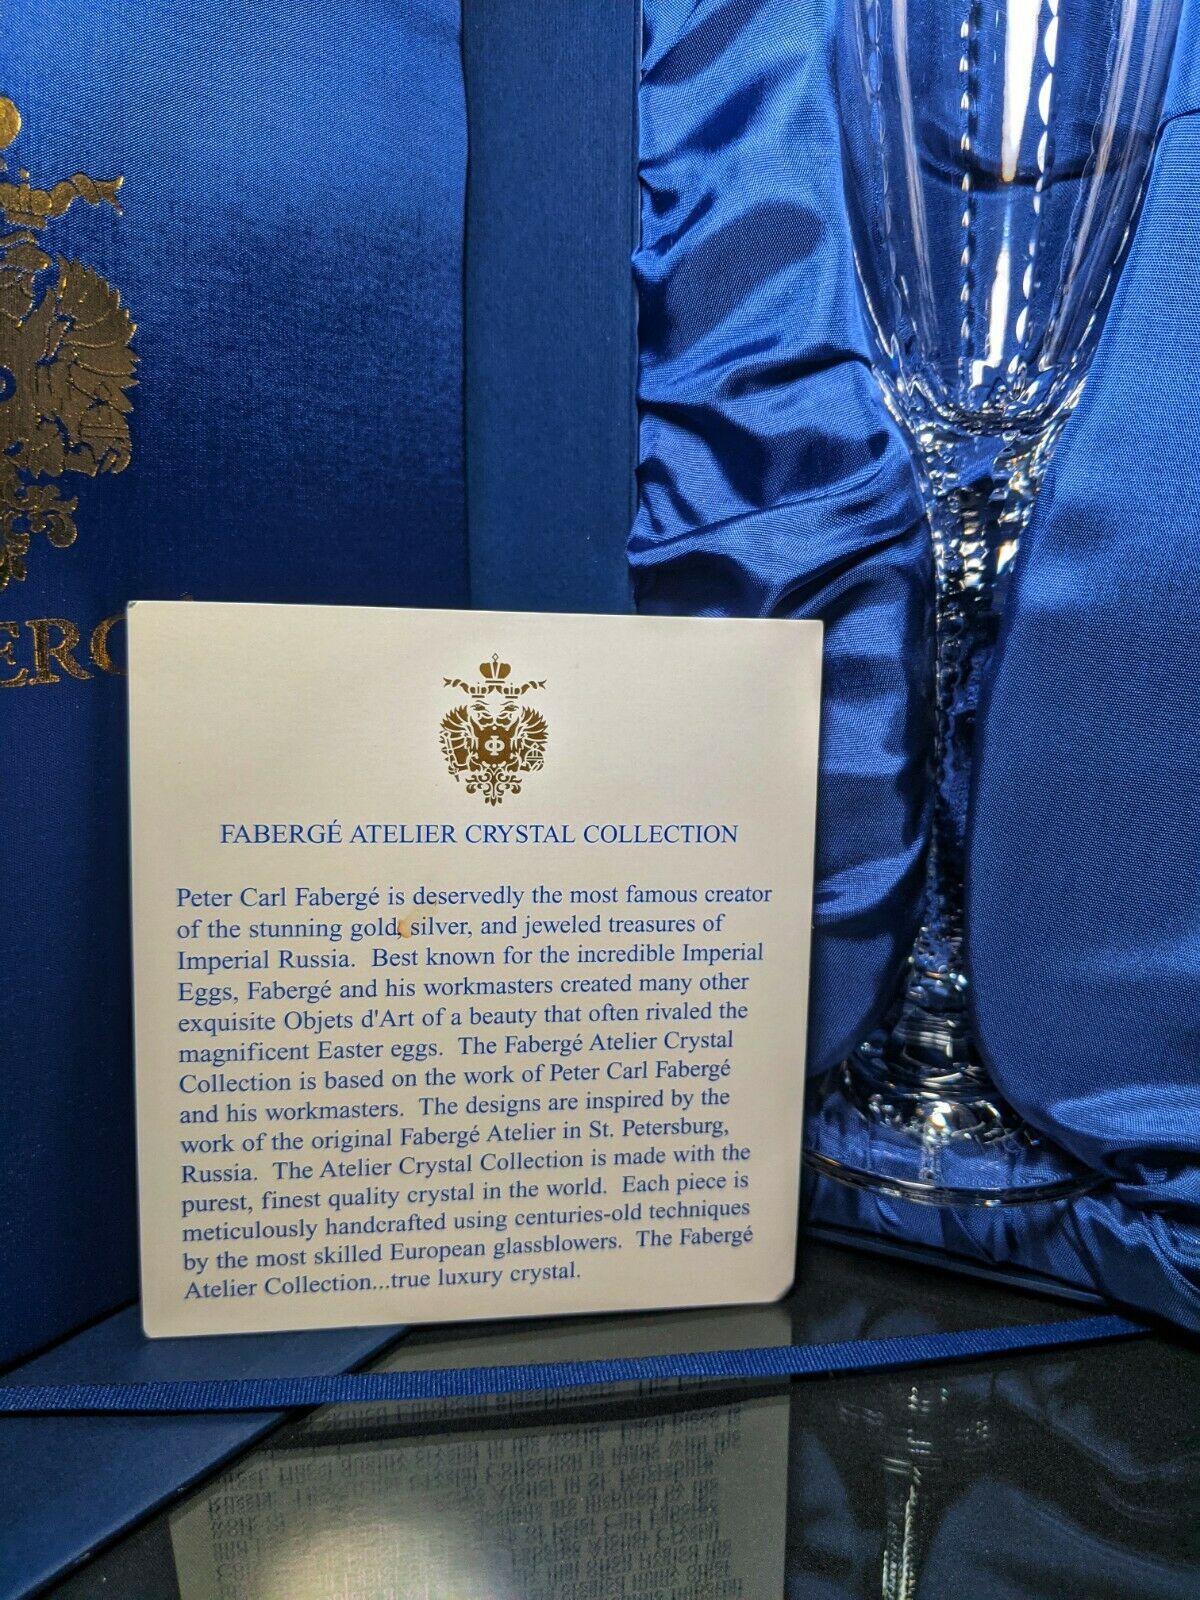 ERG
Φ
FABERGÉ ATELIER CRYSTAL COLLECTION
Peter Carl Fabergé is deservedly the most famous creator
of the stunning gold, silver, and jeweled treasures of
Imperial Russia. Best known for the incredible Imperial
Eggs, Fabergé and his workmasters created many other
exquisite Objets d'Art of a beauty that often rivaled the
magnificent Easter eggs. The Fabergé Atelier Crystal
Collection is based on the work of Peter Carl Fabergé
and his workmasters. The designs are inspired by the
work of the original Fabergé Atelier in St. Petersburg,
Russia. The Atelier Crystal Collection is made with the
purest, finest quality crystal in the world. Each piece is
meticulously handcrafted using centuries-old techniques
by the most skilled European glassblowers. The Fabergé
Atelier Collection...true luxury crystal.